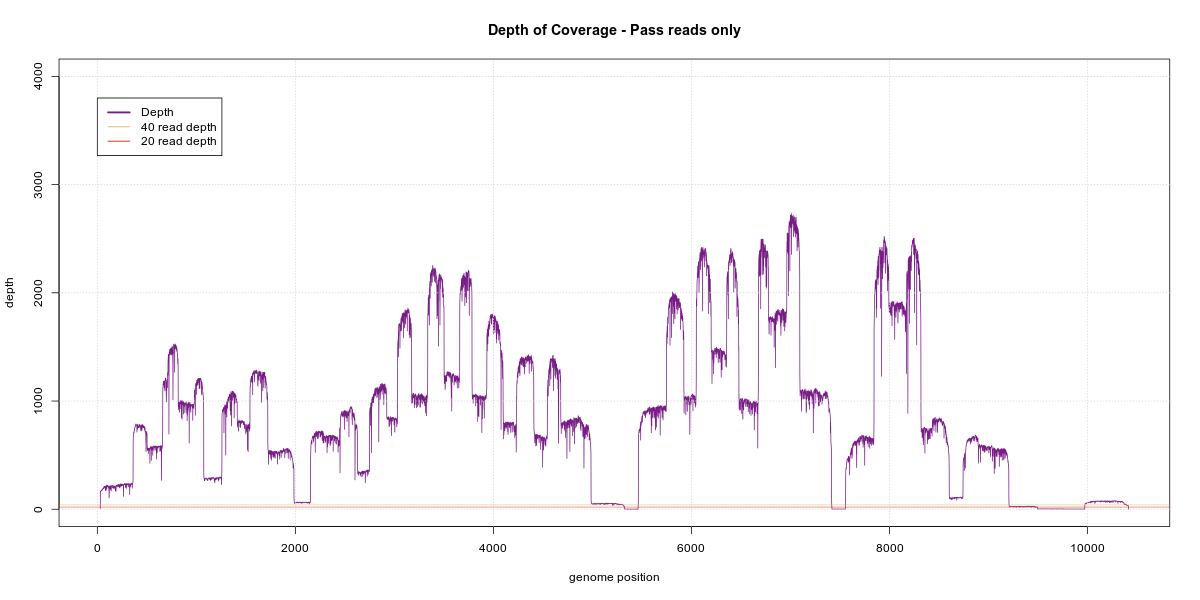 Depth of Coverage - Pass reads only
depth
4000
3000
2000
1000
0
Depth
40 read depth
20 read depth
0
2000
4000
6000
8000
10000
genome position